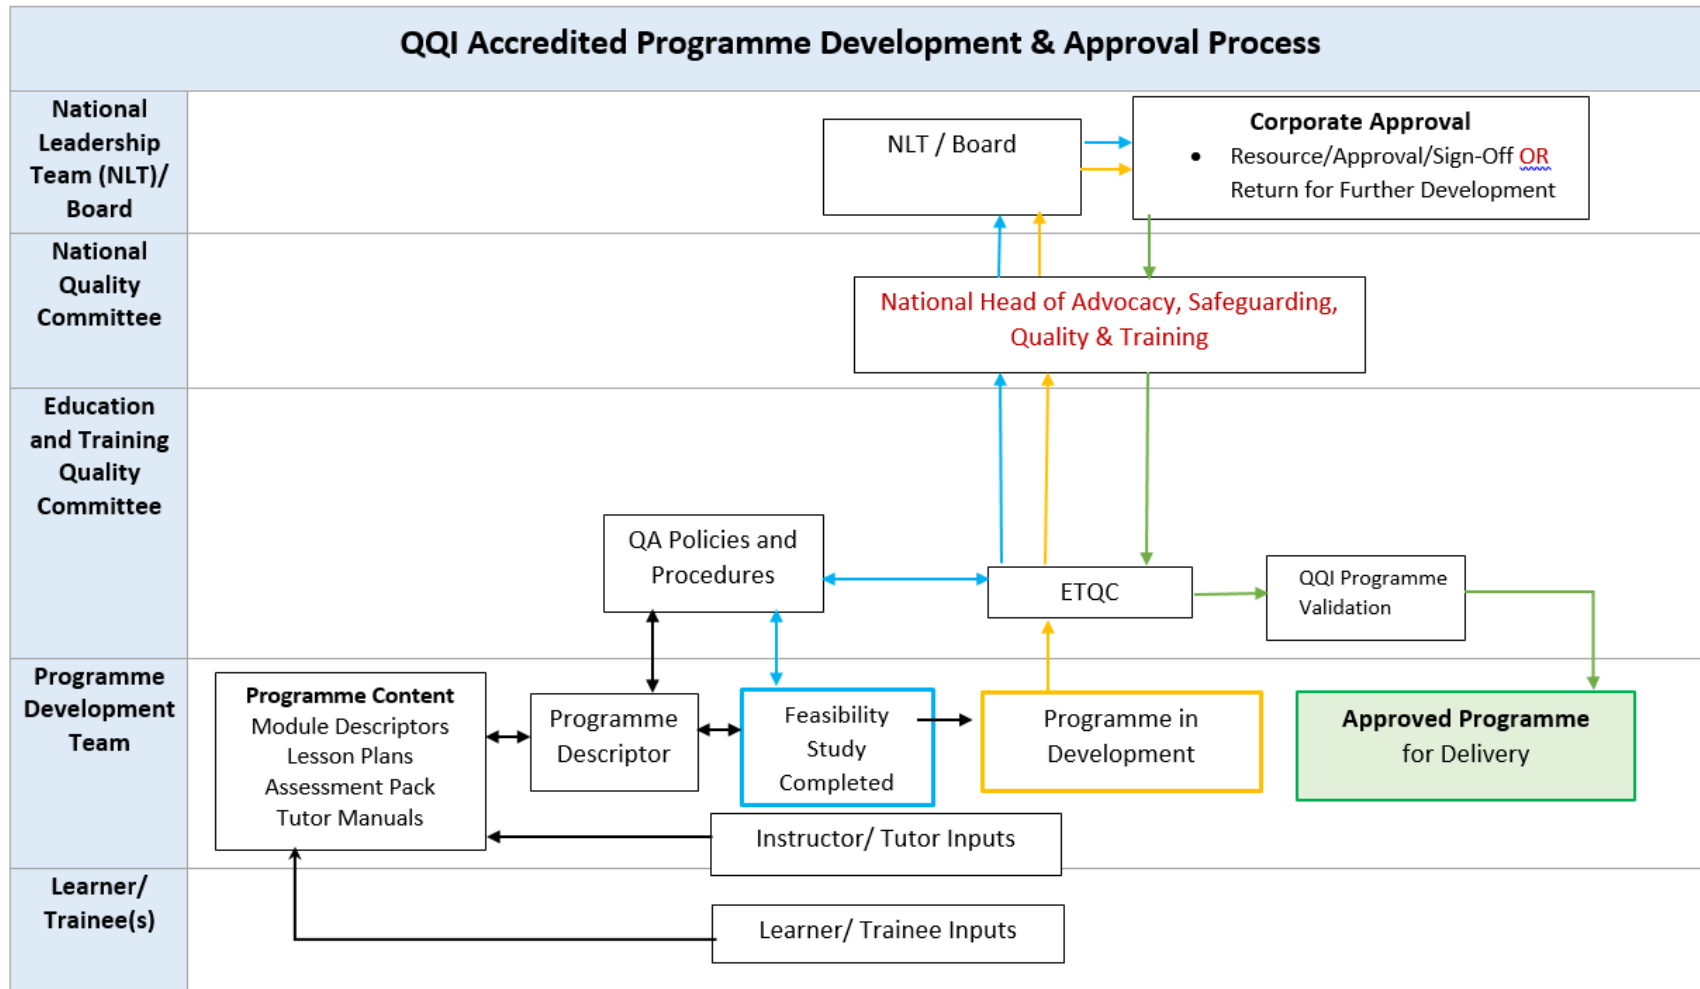 QQI Accredited Programme Development & Approval Process
National
Leadership
Team (NLT)/
Board
NLT / Board
Corporate Approval
• Resource/Approval/Sign-Off OR
Return for Further Development
National
Quality
Committee
National Head of Advocacy, Safeguarding,
Quality & Training
Education
and Training
Quality
Committee
QA Policies and
Procedures
ETQC
QQI Programme
Validation
Programme
Development
Team
Programme Content
Module Descriptors
Lesson Plans
Assessment Pack
Tutor Manuals
Programme
Descriptor
Feasibility
Study
Completed
Programme in
Development
Approved Programme
for Delivery
Instructor/ Tutor Inputs
Learner/
Trainee(s)
Learner/ Trainee Inputs